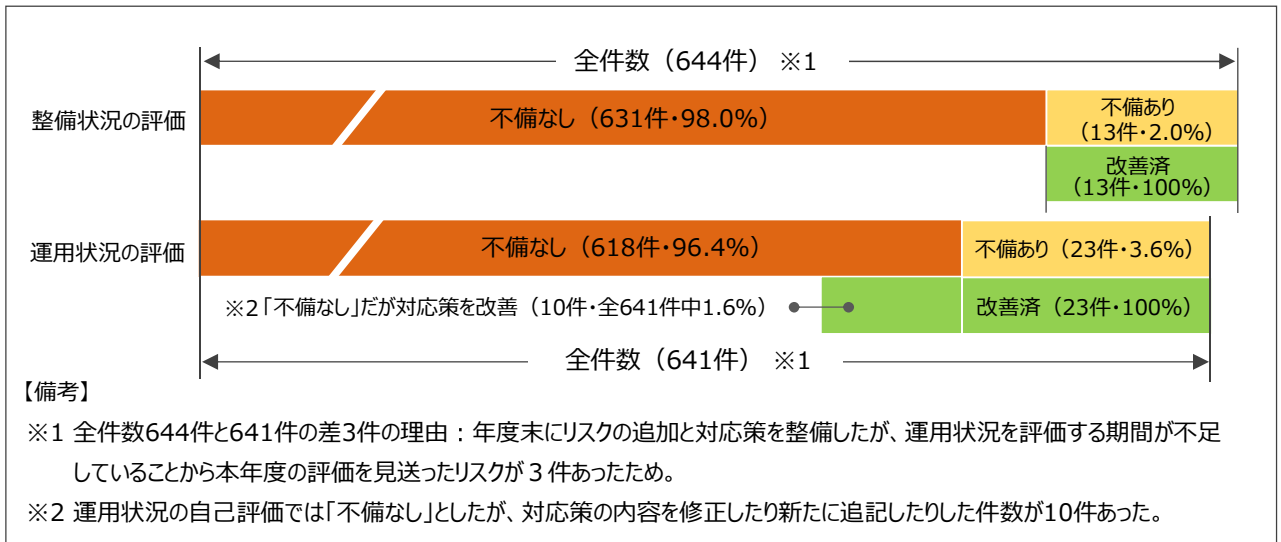 全件数（644件） ※1
整備状況の評価
不備なし（631件・98.0%）
不備あり
（13件・2.0%）
改善済
（13件・100%）
運用状況の評価
不備なし（618件・96.4%）
不備あり（23件・3.6%）
※2「不備なし」だが対応策を改善（10件・全641件中1.6%）
改善済（23件・100%）
全件数（641件） ※1
【備考】
※1 全件数644件と641件の差3件の理由：年度末にリスクの追加と対応策を整備したが、運用状況を評価する期間が不足
していることから本年度の評価を見送ったリスクが３件あったため。
※2 運用状況の自己評価では「不備なし」としたが、対応策の内容を修正したり新たに追記したりした件数が10件あった。